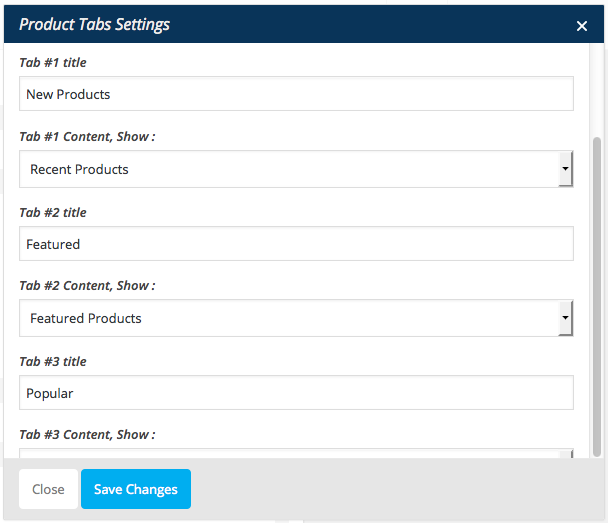 Product Tabs Settings
Tab #1 title
New Products
Tab #1 Content, Show :
Recent Products
Tab #2 title
Featured
Tab #2 Content, Show :
Featured Products
Tab #3 title
Popular
Tab #3 Content, Show :
Close Save Changes